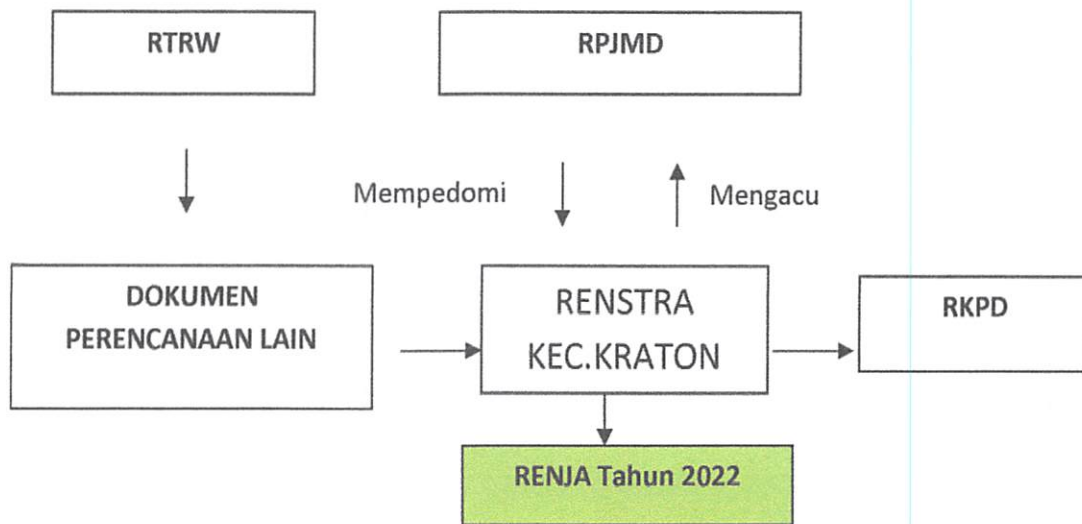 RTRW
RPJMD
Mempedomi
Mengacu
DOKUMEN
PERENCANAAN LAIN
RENSTRA
KEC.KRATON
RKPD
RENJA Tahun 2022